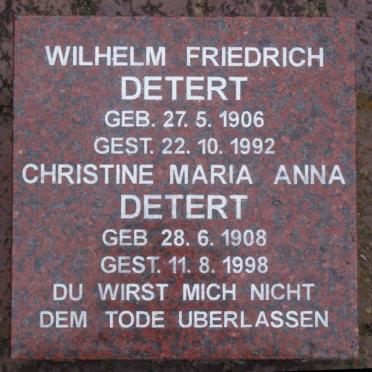 WILHELM FRIEDRICH
DETERT
GEB. 27. 5. 1906
GEST. 22. 10. 1992
CHRISTINE MARIA ANNA
DETERT
GEB 28. 6. 1908
GEST. 11. 8. 1998
DU WIRST MICH NICHT
DEM TODE UBERLASSEN